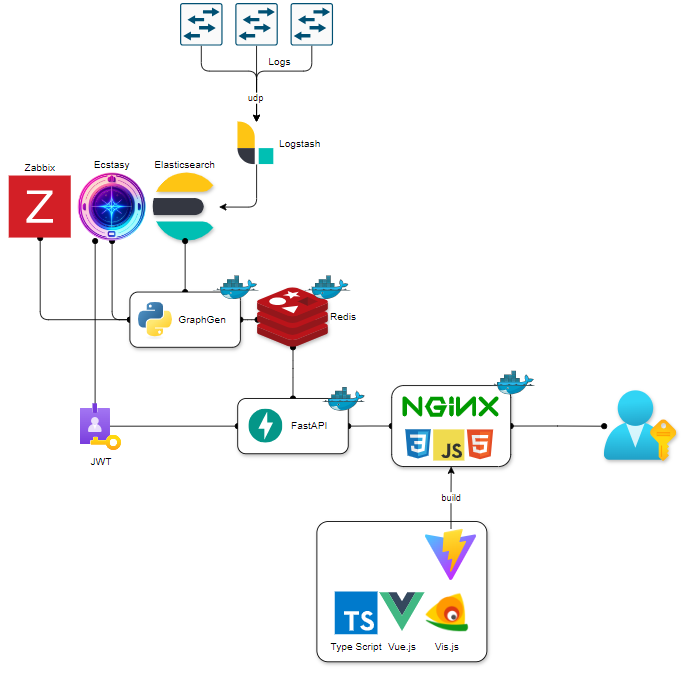 Logs
udp
Logstash
Zabbix
Ecstasy
Elasticsearch
Z
GraphGen
Redis
FastAPI
JWT
NGiNX
3
JS
5
build
TS
Type Script
Vue.js
Vis.js